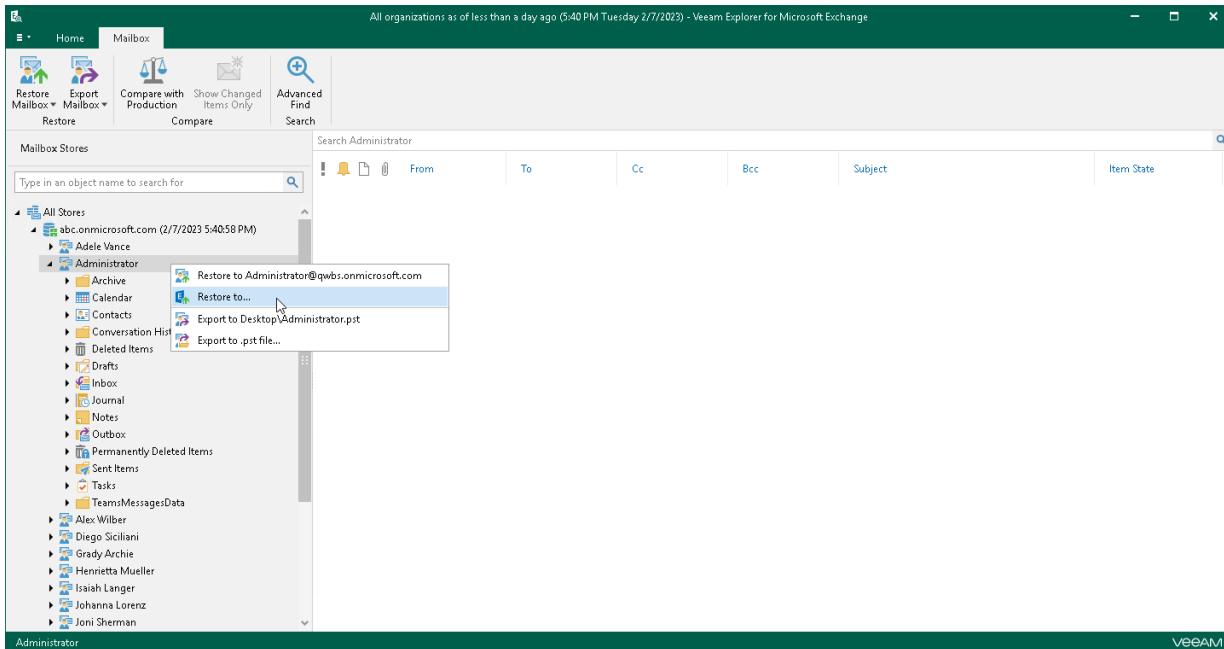 All organizations as of less than a day ago (5:40 PM Tuesday 2/7/2023) - Veeam Explorer for Microsoft Exchange
Home Mailbox
Restore Mailbox Export Mailbox Compare with Production Show Changed Items Only Advanced Find
Restore Compare Search
Mailbox Stores
Search Administrator
Type in an object name to search for
From To Cc Bcc Subject Item State
All Stores
abc.onmicrosoft.com (2/7/2023 5:40:58 PM)
Adele Vance
Administrator
Archive
Calendar
Contacts
Conversation Hist
Deleted Items
Drafts
Inbox
Journal
Notes
Outbox
Permanently Deleted Items
Sent Items
Tasks
TeamsMessagesData
Alex Wilber
Diego Siciliani
Grady Archie
Henrietta Mueller
Isaiah Langer
Johanna Lorenz
Joni Sherman
Restore to Administrator@qwbs.onmicrosoft.com
Restore to...
Export to Desktop\Administrator.pst
Export to .pst file...
Administrator
veeam